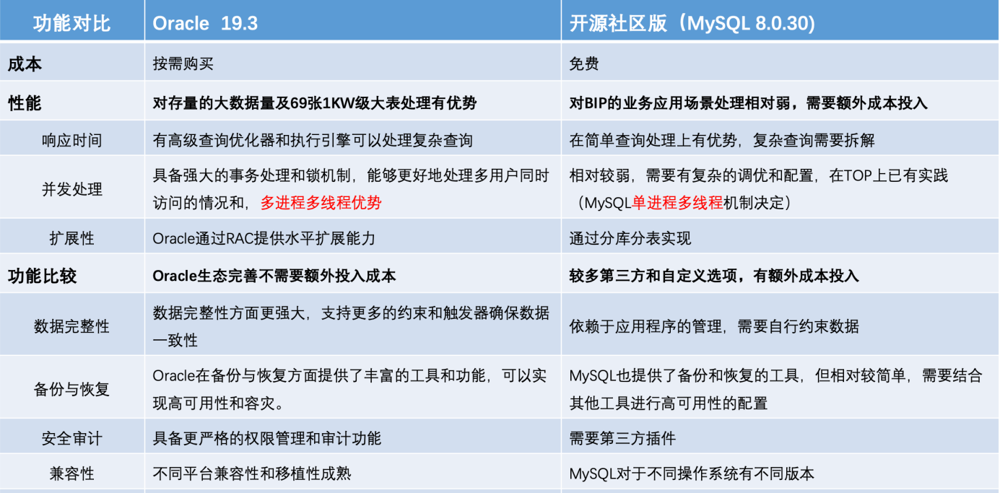 功能对比
Oracle 19.3
开源社区版（MySQL 8.0.30)
成本
按需购买
免费
性能
对存量的大数据量及69张1KW级大表处理有优势
对BIP的业务应用场景处理相对弱，需要额外成本投入
响应时间
有高级查询优化器和执行引擎可以处理复杂查询
在简单查询处理上有优势，复杂查询需要拆解
并发处理
具备强大的事务处理和锁机制，能够更好地处理多用户同时
访问的情况和，多进程多线程优势
相对较弱，需要有复杂的调优和配置，在TOP上已有实践
（MySQL单进程多线程机制决定）
扩展性
Oracle通过RAC提供水平扩展能力
通过分库分表实现
功能比较
Oracle生态完善不需要额外投入成本
较多第三方和自定义选项，有额外成本投入
数据完整性
数据完整性方面更强大，支持更多的约束和触发器确保数据
一致性
依赖于应用程序的管理，需要自行约束数据
备份与恢复
Oracle在备份与恢复方面提供了丰富的工具和功能，可以实
现高可用性和容灾。
MySQL也提供了备份和恢复的工具，但相对较简单，需要结合
其他工具进行高可用性的配置
安全审计
具备更严格的权限管理和审计功能
需要第三方插件
兼容性
不同平台兼容性和移植性成熟
MySQL对于不同操作系统有不同版本